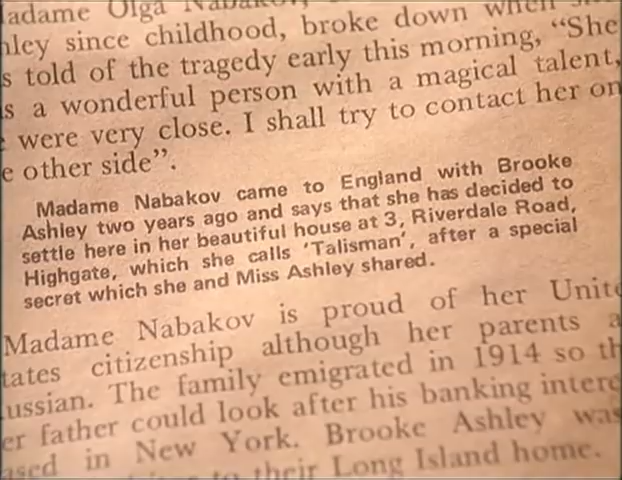 adame Olga Nabakov,
hley since childhood, broke down when
s told of the tragedy early this morning, “She
s a wonderful person with a magical talent,
were very close. I shall try to contact her on
e other side”.
Madame Nabakov came to England with Brooke
Ashley two years ago and says that she has decided to
settle here in her beautiful house at 3, Riverdale Road,
Highgate, which she calls ‘Talisman’, after a special
secret which she and Miss Ashley shared.
Madame Nabakov is proud of her Unite
tates citizenship although her parents a
ussian. The family emigrated in 1914 so th
er father could look after his banking intere
ased in New York. Brooke Ashley was
to their Long Island home.